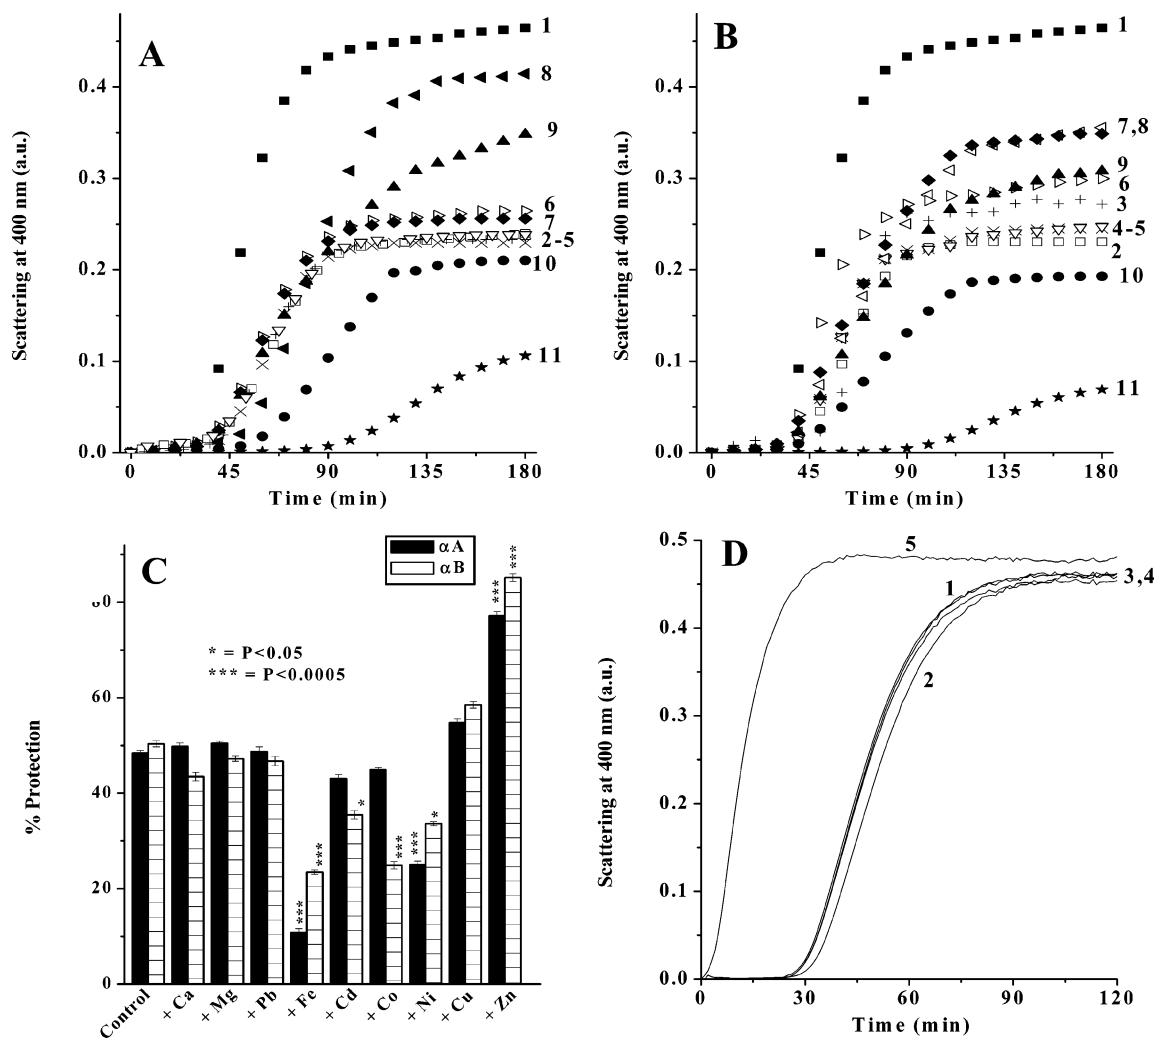 A
1
8
9
6
7
2-5
10
11
0.4
0.3
0.2
0.1
0.0
0 45 90 135 180
Time (min)
Scattering at 400 nm (a.u.)
B
1
7,8
9
6
3
4-5
2
10
11
0.4
0.3
0.2
0.1
0.0
0 45 90 135 180
Time (min)
Scattering at 400 nm (a.u.)
C
αA
αB
* = P<0.05
*** = P<0.0005
***
***
***
***
*
***
***
*
60
40
20
0
% Protection
Control + Ca + Mg + Pb + Fe + Cd + Co + Ni + Cu + Zn
D
5
1
3,4
2
0.5
0.4
0.3
0.2
0.1
0.0
0 30 60 90 120
Time (min)
Scattering at 400 nm (a.u.)